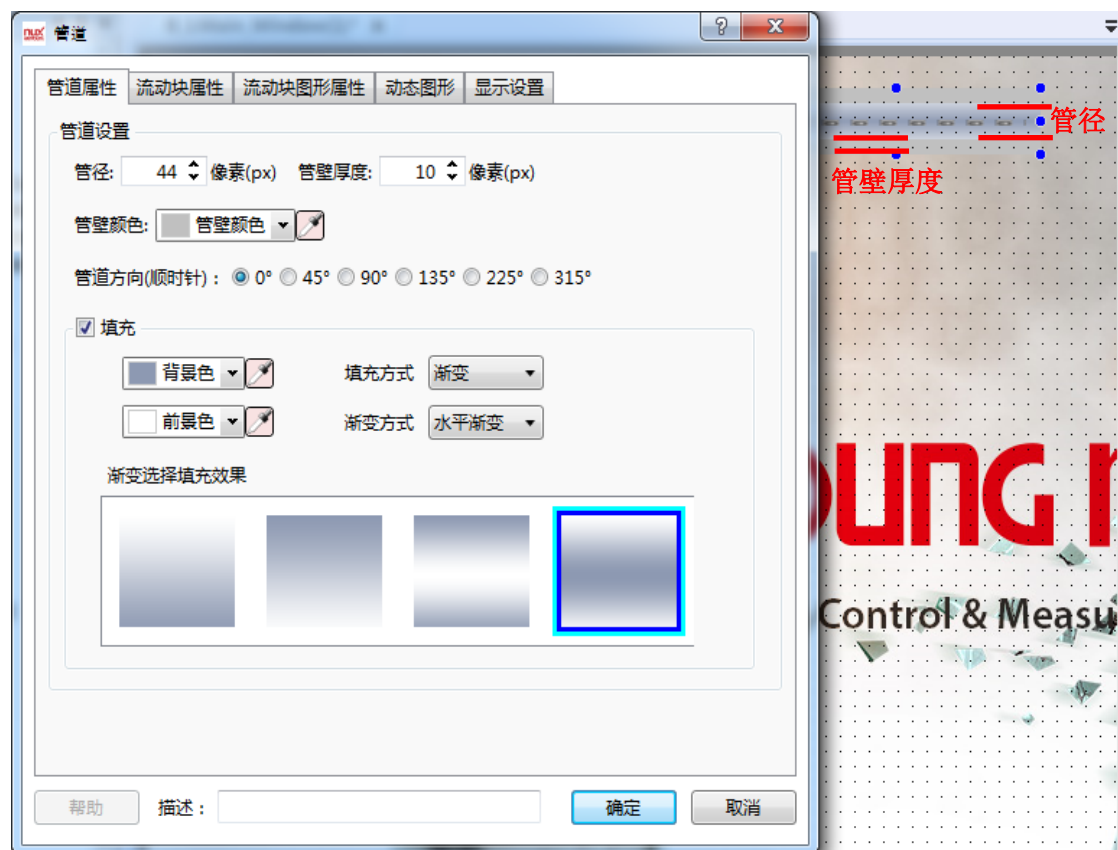 管道
管道属性 流动块属性 流动块图形属性 动态图形 显示设置
管道设置
管径: 44 像素(px) 管壁厚度: 10 像素(px)
管壁颜色: 管壁颜色
管道方向(顺时针)： 0° 45° 90° 135° 225° 315°
填充
背景色 填充方式 渐变
前景色 渐变方式 水平渐变
渐变选择填充效果
帮助 描述： 确定 取消
管径
管壁厚度
Control & Measu